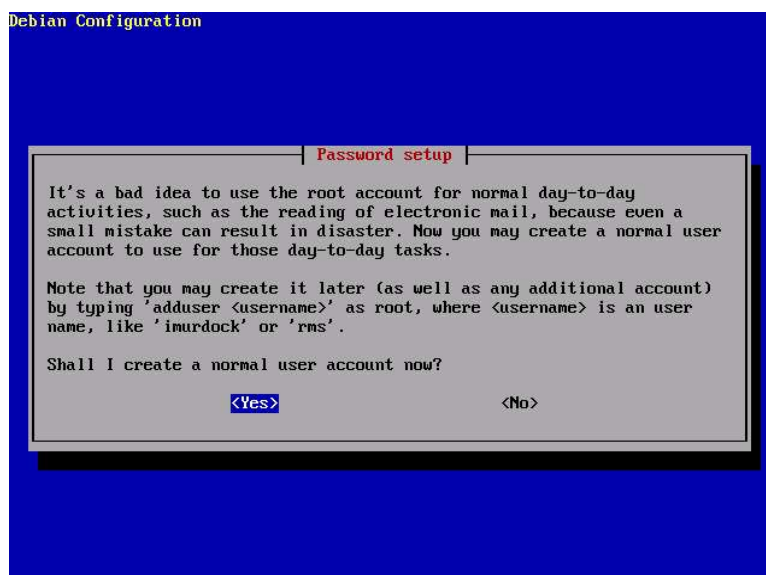 Debian Configuration
Password setup
It's a bad idea to use the root account for normal day-to-day
activities, such as the reading of electronic mail, because even a
small mistake can result in disaster. Now you may create a normal user
account to use for those day-to-day tasks.
Note that you may create it later (as well as any additional account)
by typing 'adduser <username>' as root, where <username> is an user
name, like 'imurdock' or 'rms'.
Shall I create a normal user account now?
<Yes> <No>